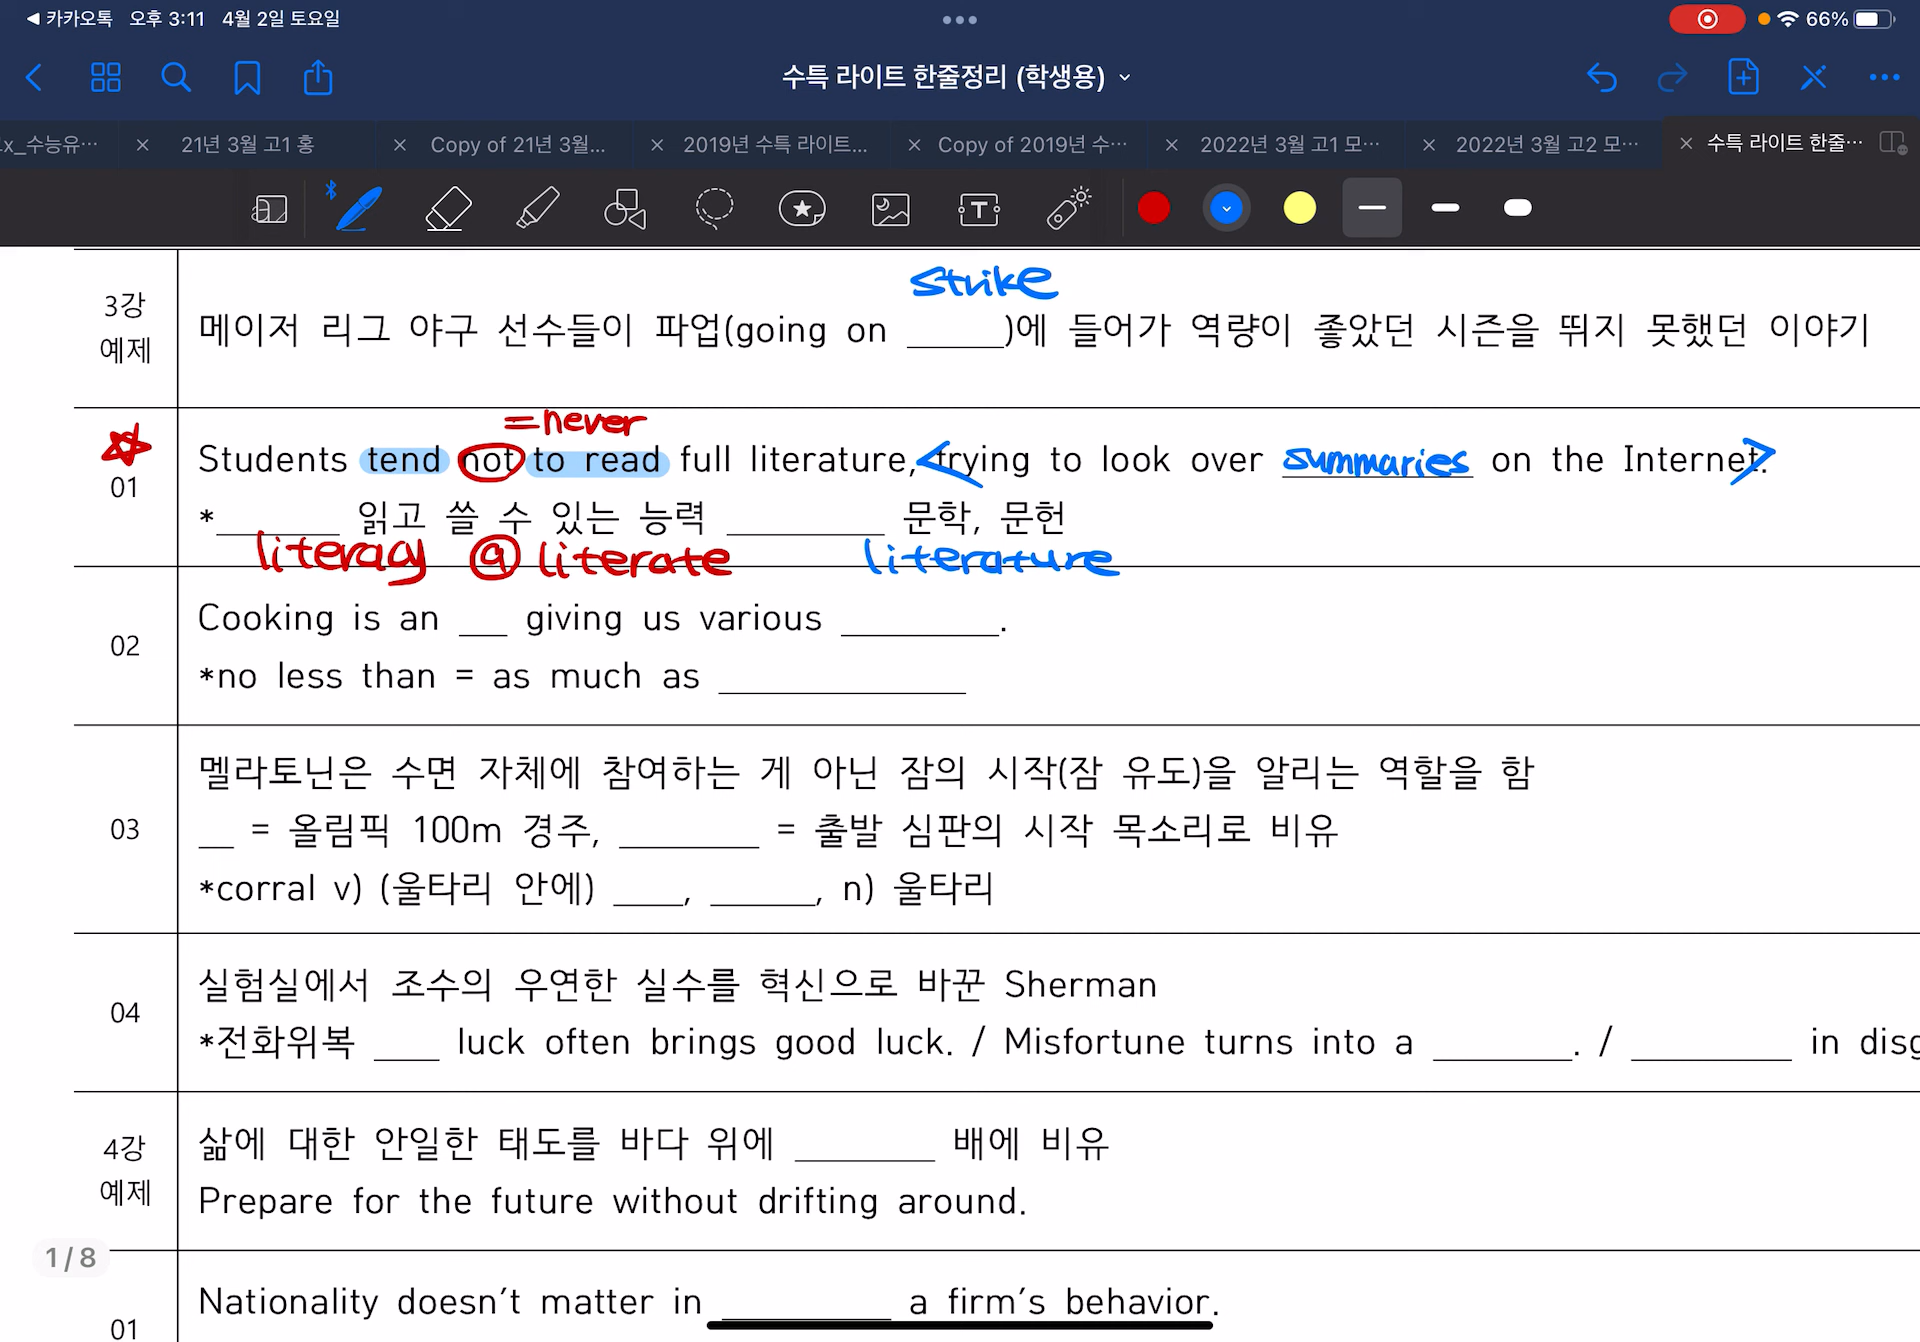 ◀ 카카오톡 오후 3:11 4월 2일 토요일
66%
수특 라이트 한줄정리 (학생용)
x_수능유…
21년 3월 고1 홍
Copy of 21년 3월...
2019년 수특 라이트...
Copy of 2019년 수…
2022년 3월 고1 모…
2022년 3월 고2 모…
수특 라이트 한줄…
strike
3강 예제
메이저 리그 야구 선수들이 파업(going on _____)에 들어가 역량이 좋았던 시즌을 뛰지 못했던 이야기
=never
01
Students tend not to read full literature, <trying to look over summaries on the Internet.>
*_______ 읽고 쓸 수 있는 능력 _________ 문학, 문헌
literacy ⓐ literate literature
02
Cooking is an ___ giving us various _________.
*no less than = as much as ______________
03
멜라토닌은 수면 자체에 참여하는 게 아닌 잠의 시작(잠 유도)을 알리는 역할을 함
__ = 올림픽 100m 경주, ________ = 출발 심판의 시작 목소리로 비유
*corral v) (울타리 안에) ____, ______, n) 울타리
04
실험실에서 조수의 우연한 실수를 혁신으로 바꾼 Sherman
*전화위복 ____ luck often brings good luck. / Misfortune turns into a ________. / _________ in disg
4강 예제
삶에 대한 안일한 태도를 바다 위에 ________ 배에 비유
Prepare for the future without drifting around.
1/8
01
Nationality doesn't matter in __________ a firm's behavior.